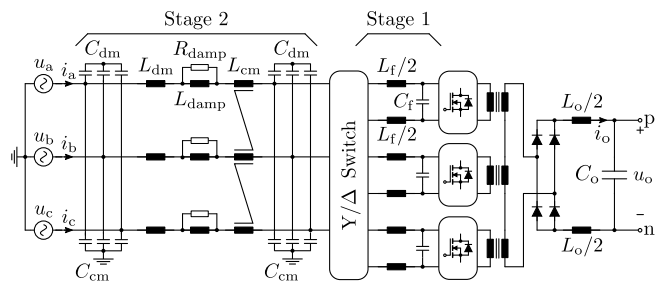 Stage 2
Stage 1
C_dm
R_damp
C_dm
u_a
i_a
L_dm
L_cm
L_f/2
L_damp
C_f
L_o/2
p
L_f/2
i_o
+
u_b
i_b
Y/Δ Switch
C_o
u_o
u_c
i_c
−
n
L_o/2
C_cm
C_cm